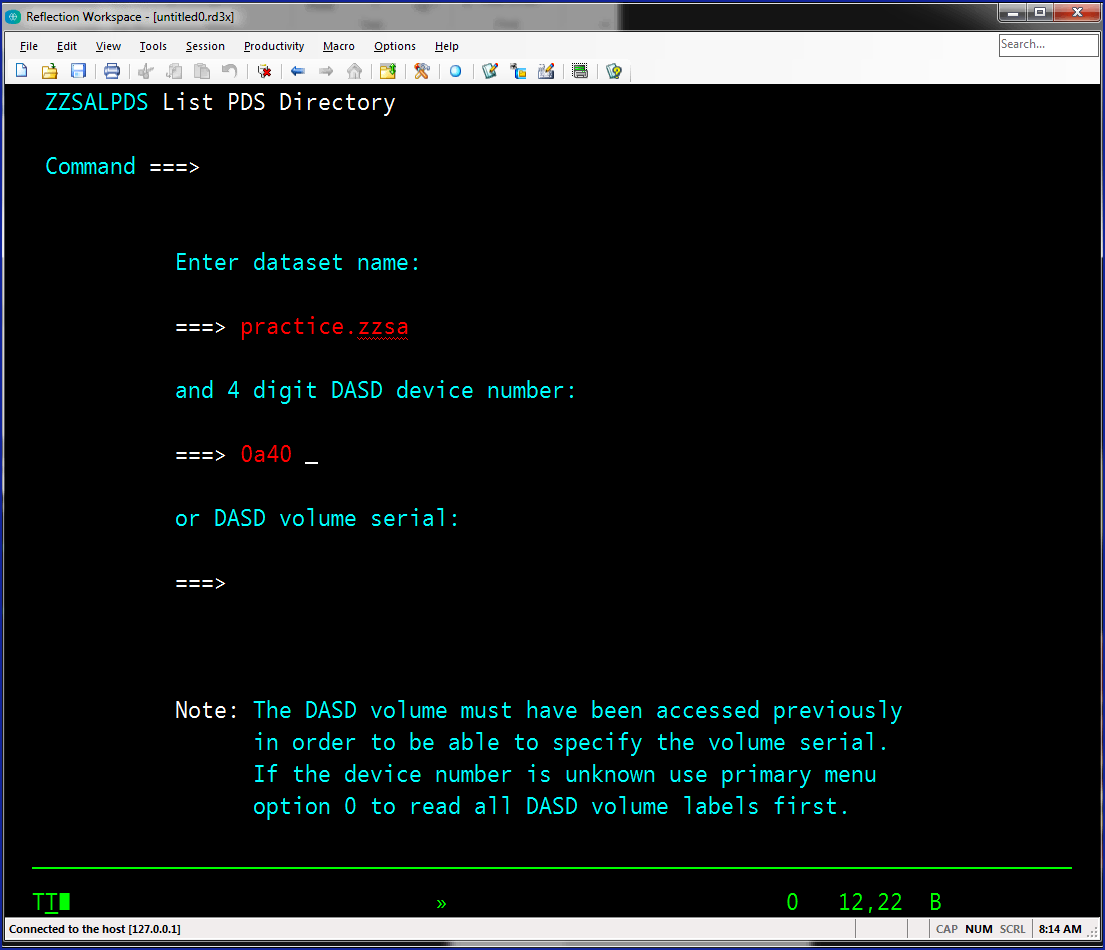 Reflection Workspace - [untitled0.rd3x]
File Edit View Tools Session Productivity Macro Options Help
Search...
ZZSALPDS List PDS Directory
Command ===>
Enter dataset name:
===> practice.zzsa
and 4 digit DASD device number:
===> 0a40 _
or DASD volume serial:
===>
Note: The DASD volume must have been accessed previously
in order to be able to specify the volume serial.
If the device number is unknown use primary menu
option 0 to read all DASD volume labels first.
TT » 0 12,22 B
Connected to the host [127.0.0.1] CAP NUM SCRL 8:14 AM